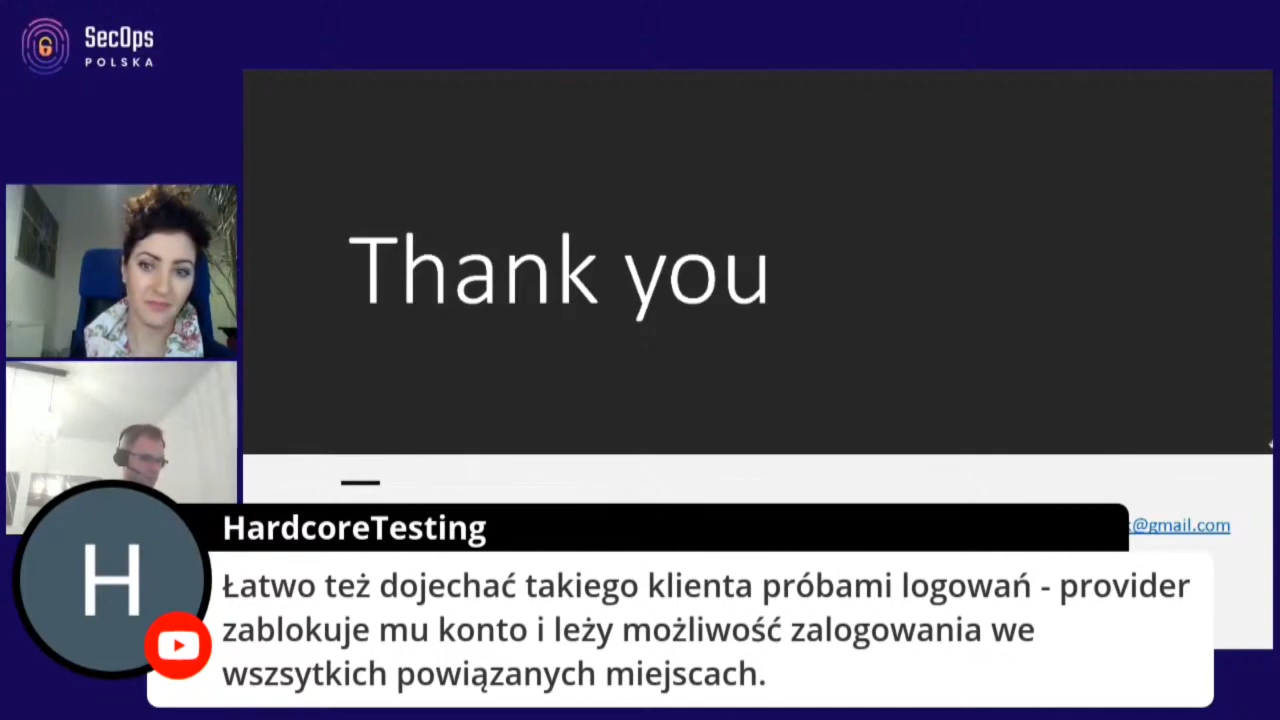 SecOps
POLSKA
Thank you
@gmail.com
HardcoreTesting
H
Łatwo też dojechać takiego klienta próbami logowań - provider
zablokuje mu konto i leży możliwość zalogowania we
wszsytkich powiązanych miejscach.